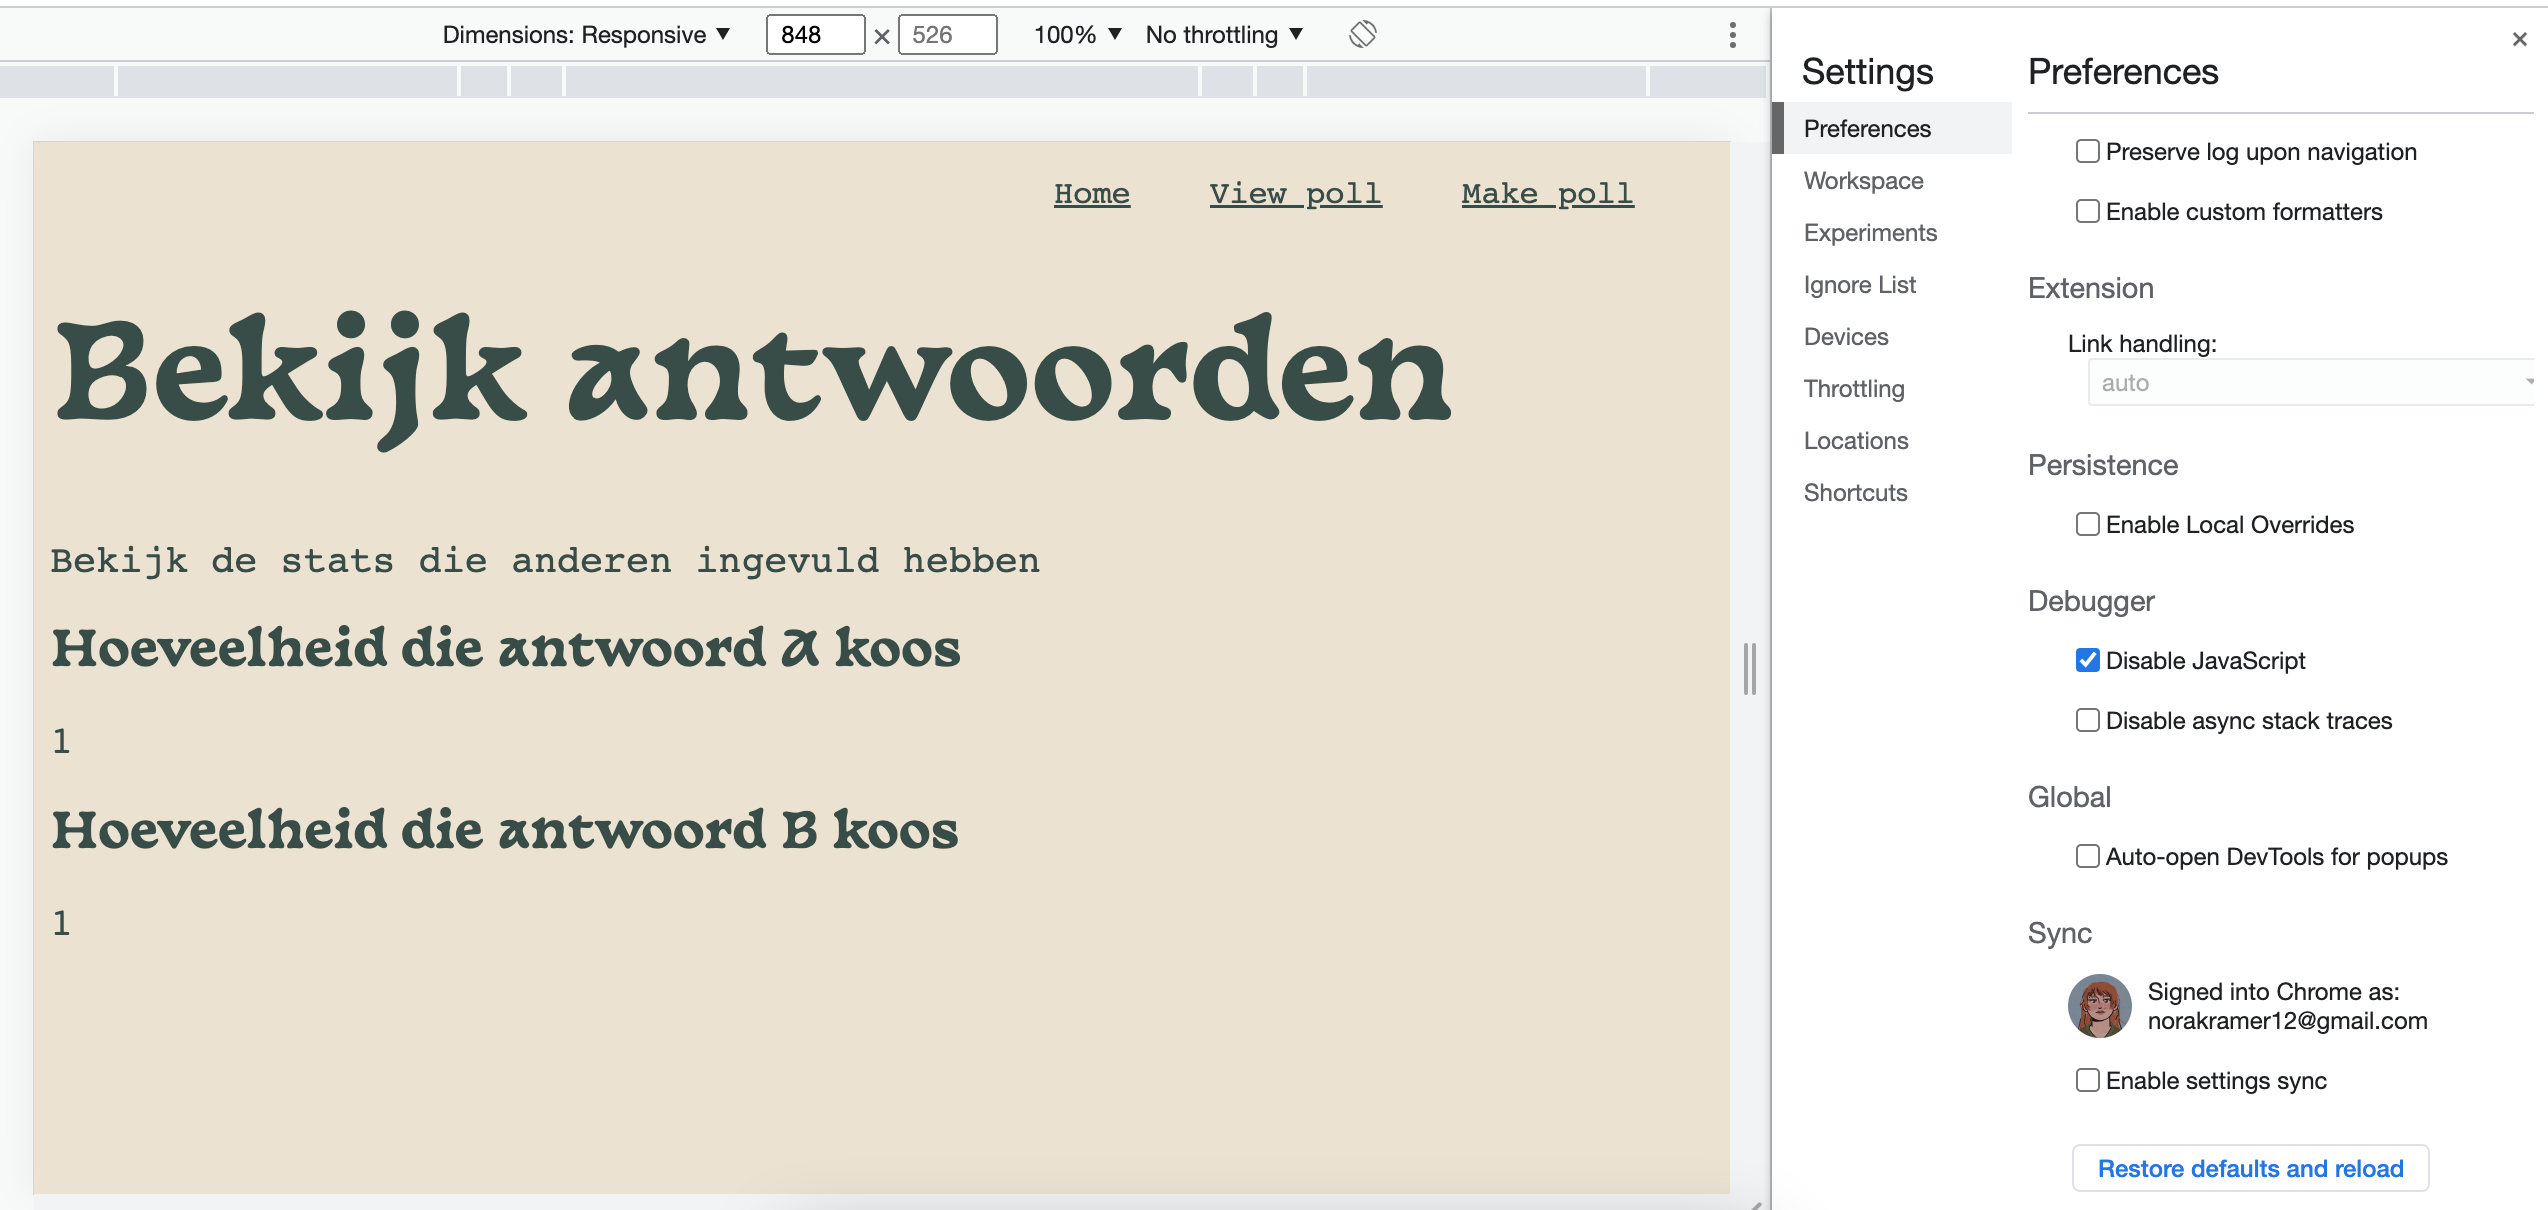 Dimensions: Responsive ▼ 848 × 526 100% ▼ No throttling ▼
Home View poll Make poll
Bekijk antwoorden
Bekijk de stats die anderen ingevuld hebben
Hoeveelheid die antwoord A koos
1
Hoeveelheid die antwoord B koos
1
Settings
Preferences
Workspace
Experiments
Ignore List
Devices
Throttling
Locations
Shortcuts
Preferences
Preserve log upon navigation
Enable custom formatters
Extension
Link handling:
auto
Persistence
Enable Local Overrides
Debugger
Disable JavaScript
Disable async stack traces
Global
Auto-open DevTools for popups
Sync
Signed into Chrome as:
norakramer12@gmail.com
Enable settings sync
Restore defaults and reload